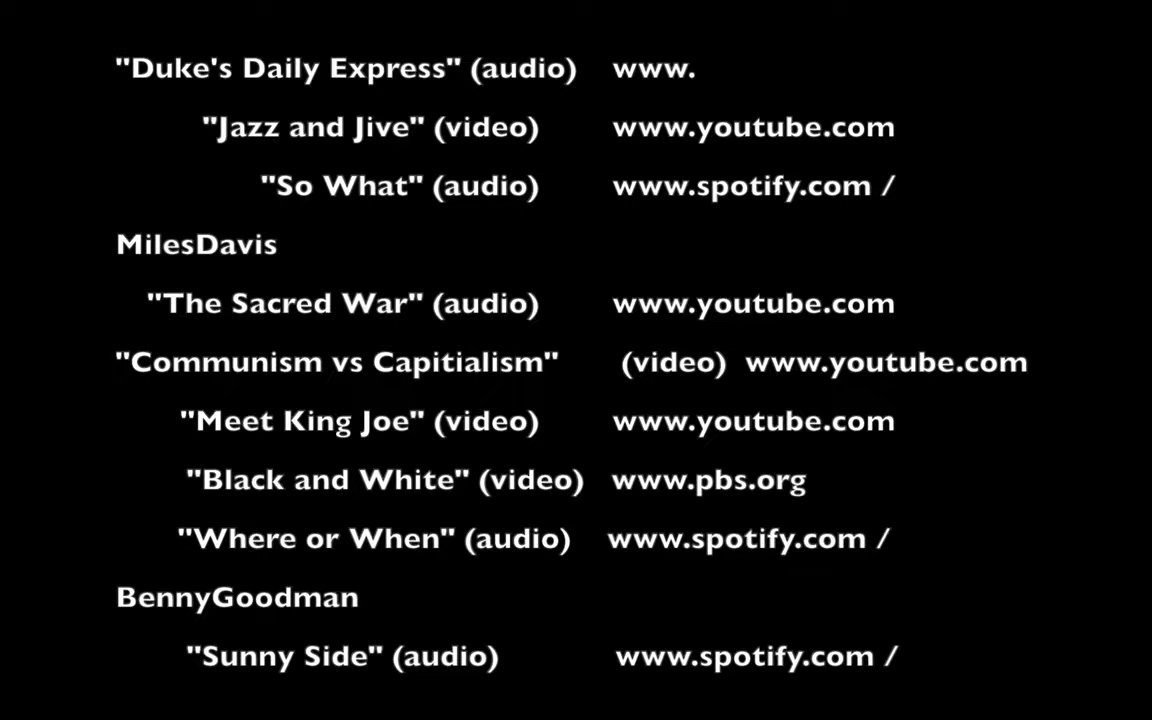 "Duke's Daily Express" (audio) www.
"Jazz and Jive" (video) www.youtube.com
"So What" (audio) www.spotify.com /
MilesDavis
"The Sacred War" (audio) www.youtube.com
"Communism vs Capitialism" (video) www.youtube.com
"Meet King Joe" (video) www.youtube.com
"Black and White" (video) www.pbs.org
"Where or When" (audio) www.spotify.com /
BennyGoodman
"Sunny Side" (audio) www.spotify.com /